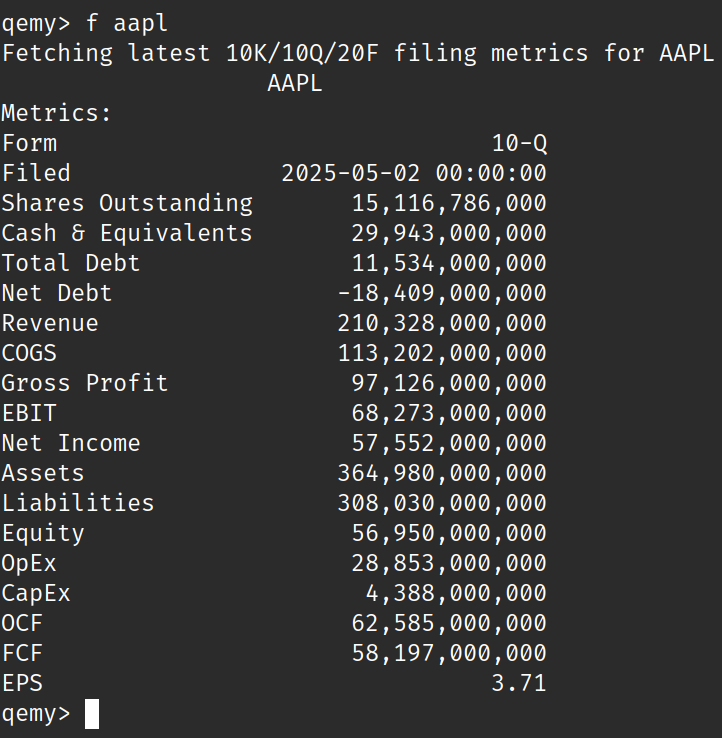 qemy> f aapl
Fetching latest 10K/10Q/20F filing metrics for AAPL
AAPL
Metrics:
Form 10-Q
Filed 2025-05-02 00:00:00
Shares Outstanding 15,116,786,000
Cash & Equivalents 29,943,000,000
Total Debt 11,534,000,000
Net Debt -18,409,000,000
Revenue 210,328,000,000
COGS 113,202,000,000
Gross Profit 97,126,000,000
EBIT 68,273,000,000
Net Income 57,552,000,000
Assets 364,980,000,000
Liabilities 308,030,000,000
Equity 56,950,000,000
OpEx 28,853,000,000
CapEx 4,388,000,000
OCF 62,585,000,000
FCF 58,197,000,000
EPS 3.71
qemy>